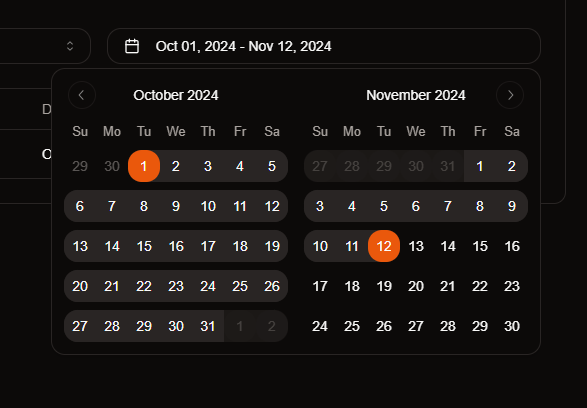 Oct 01, 2024 - Nov 12, 2024
October 2024
Su Mo Tu We Th Fr Sa
29 30 1 2 3 4 5
6 7 8 9 10 11 12
13 14 15 16 17 18 19
20 21 22 23 24 25 26
27 28 29 30 31 1 2
November 2024
Su Mo Tu We Th Fr Sa
27 28 29 30 31 1 2
3 4 5 6 7 8 9
10 11 12 13 14 15 16
17 18 19 20 21 22 23
24 25 26 27 28 29 30